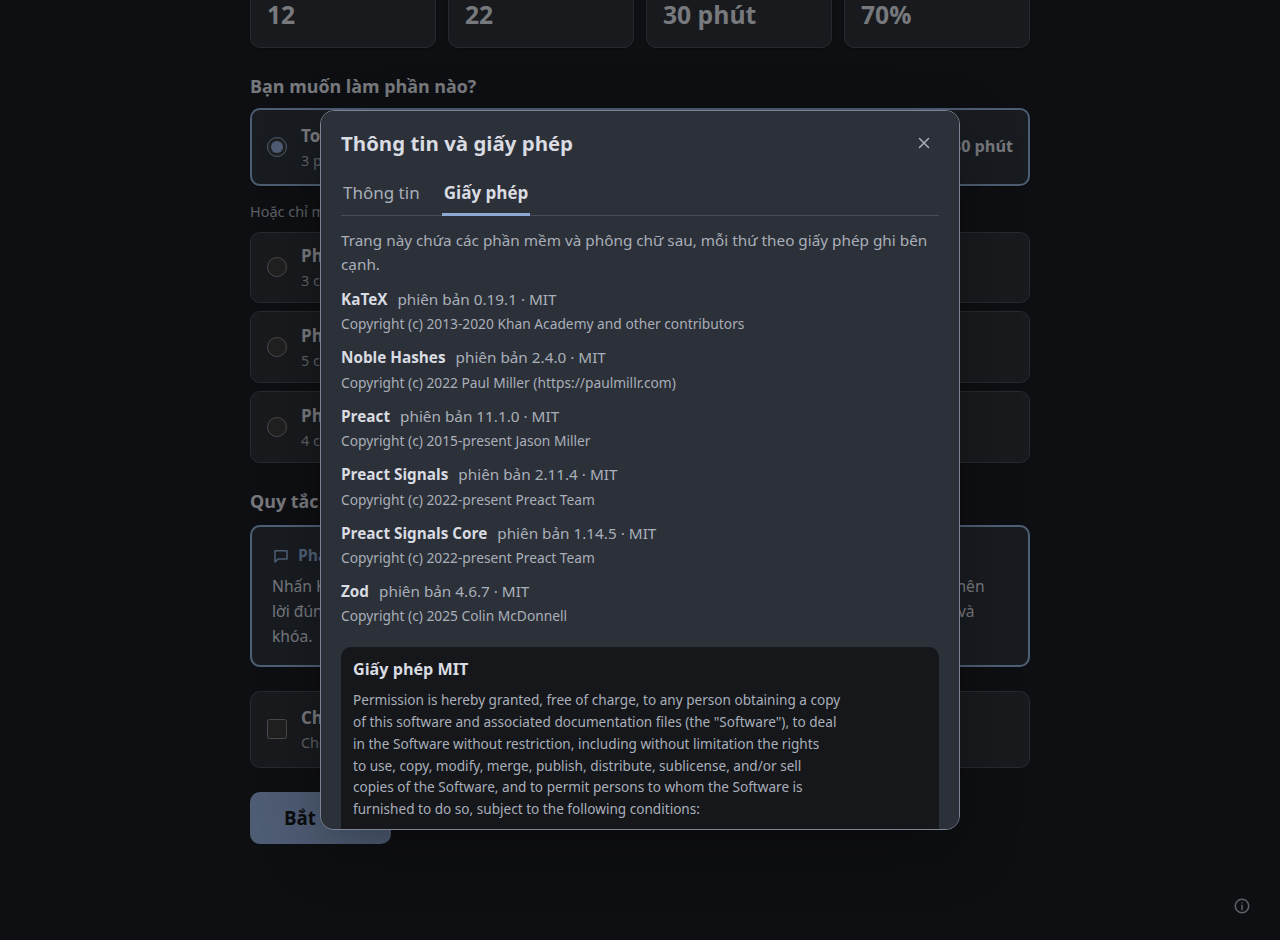 12
22
30 phút
70%
Bạn muốn làm phần nào?
Thông tin và giấy phép
Thông tin
Giấy phép
phút
Hoặc chỉ
Trang này chứa các phần mềm và phông chữ sau, mỗi thứ theo giấy phép ghi bên
cạnh.
KaTeX phiên bản 0.19.1 · MIT
Copyright (c) 2013-2020 Khan Academy and other contributors
Noble Hashes phiên bản 2.4.0 · MIT
Copyright (c) 2022 Paul Miller (https://paulmillr.com)
Preact phiên bản 11.1.0 · MIT
Copyright (c) 2015-present Jason Miller
Preact Signals phiên bản 2.11.4 · MIT
Copyright (c) 2022-present Preact Team
Preact Signals Core phiên bản 1.14.5 · MIT
Copyright (c) 2022-present Preact Team
Zod phiên bản 4.6.7 · MIT
Copyright (c) 2025 Colin McDonnell
Quy tắc
Nhấn
lời
khóa.
và
Giấy phép MIT
Permission is hereby granted, free of charge, to any person obtaining a copy
of this software and associated documentation files (the "Software"), to deal
in the Software without restriction, including without limitation the rights
to use, copy, modify, merge, publish, distribute, sublicense, and/or sell
copies of the Software, and to permit persons to whom the Software is
furnished to do so, subject to the following conditions:
Bắt